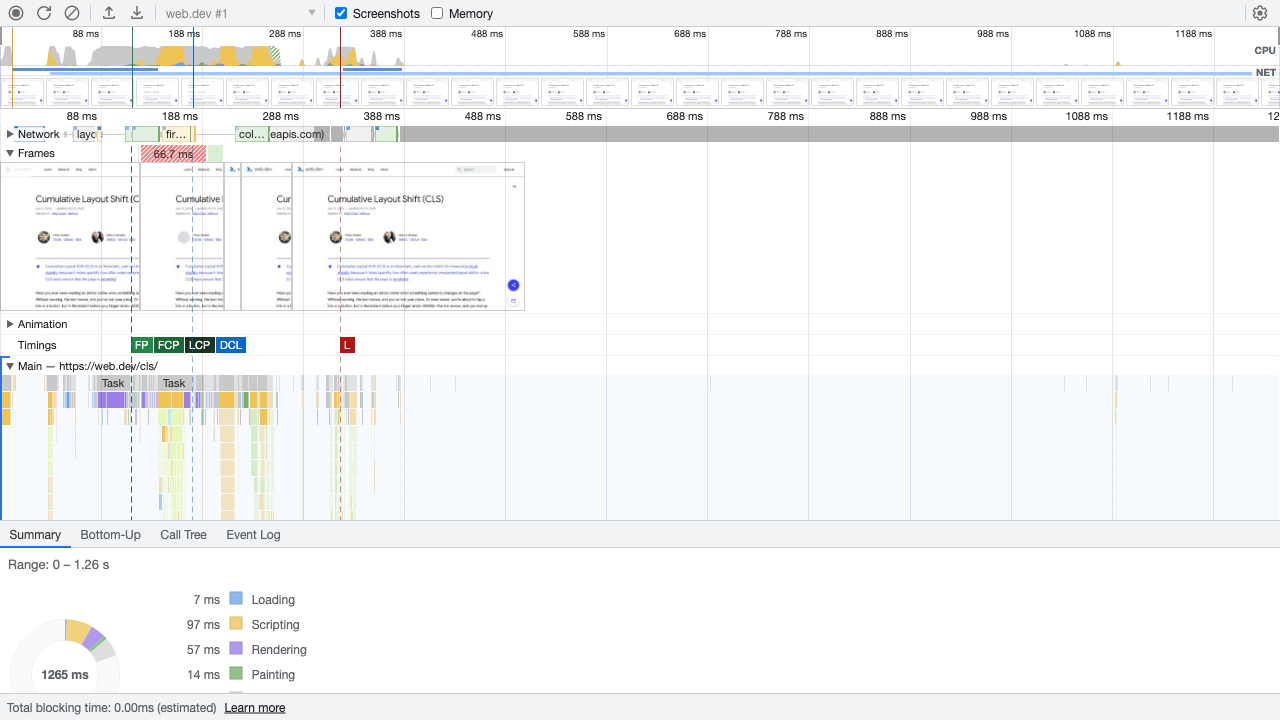 web.dev #1 Screenshots Memory
88 ms 188 ms 288 ms 388 ms 488 ms 588 ms 688 ms 788 ms 888 ms 988 ms 1088 ms 1188 ms
CPU
NET
88 ms 188 ms 288 ms 388 ms 488 ms 588 ms 688 ms 788 ms 888 ms 988 ms 1088 ms 1188 ms 12
Network layc fir… col… eapis.com)
Frames 66.7 ms
Cumulative Layout Shift (C Cumulative l Cur Cumulative Layout Shift (CLS)
Animation
Timings FP FCP LCP DCL L
Main — https://web.dev/cls/
Task Task
Summary Bottom-Up Call Tree Event Log
Range: 0 – 1.26 s
7 ms Loading
97 ms Scripting
57 ms Rendering
14 ms Painting
1265 ms
Total blocking time: 0.00ms (estimated) Learn more